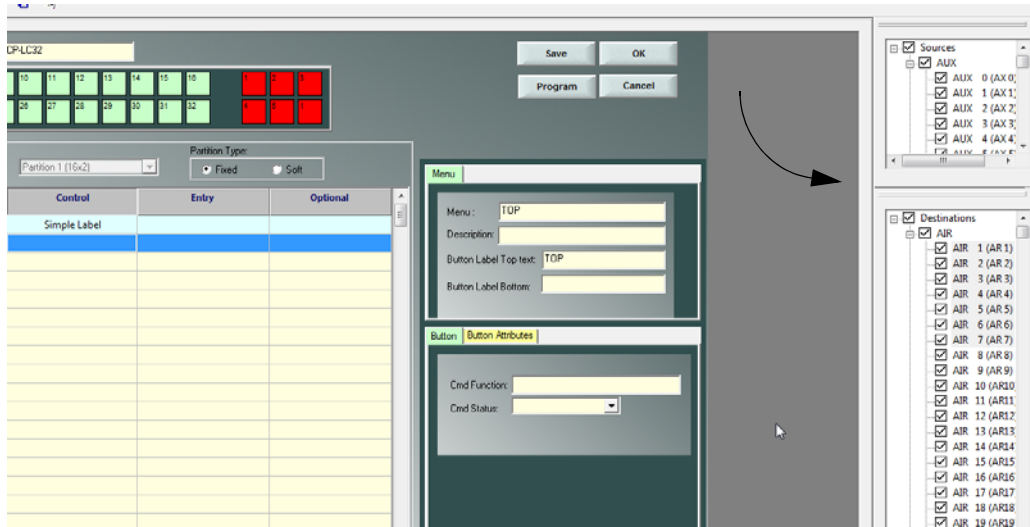 CP-LC32
Save OK
Program Cancel
10 11 12 13 14 15 16 1 2 3
26 27 28 29 30 31 32 4
Partition Type:
Partition 1 (16x2) Fixed Soft
Control Entry Optional
Simple Label
Menu
Menu : TOP
Description:
Button Label Top text: TOP
Button Label Bottom:
Button Button Attributes
Cmd Function:
Cmd Status:
Sources
AUX
AUX 0 (AX 0)
AUX 1 (AX 1)
AUX 2 (AX 2)
AUX 3 (AX 3)
AUX 4 (AX 4)
Destinations
AIR
AIR 1 (AR 1)
AIR 2 (AR 2)
AIR 3 (AR 3)
AIR 4 (AR 4)
AIR 5 (AR 5)
AIR 6 (AR 6)
AIR 7 (AR 7)
AIR 8 (AR 8)
AIR 9 (AR 9)
AIR 10 (AR10
AIR 11 (AR11
AIR 12 (AR12
AIR 13 (AR13
AIR 14 (AR14
AIR 15 (AR15
AIR 16 (AR16
AIR 17 (AR17
AIR 18 (AR18
AIR 19 (AR19